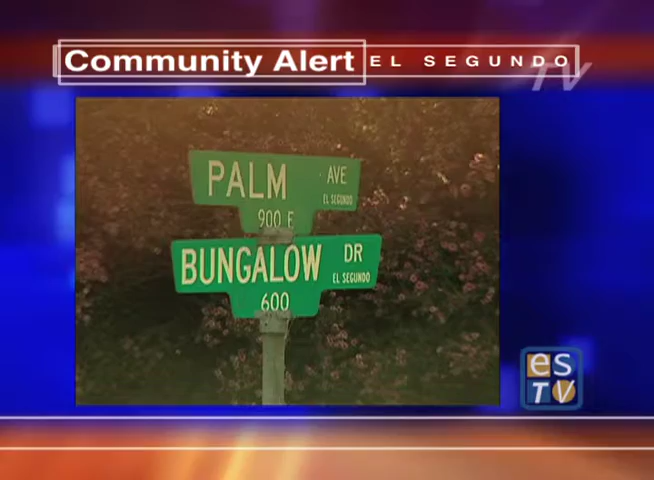 Community Alert EL SEGUNDO
TV
PALM AVE
EL SEGUNDO
900 E
BUNGALOW DR
EL SEGUNDO
600
es
TV